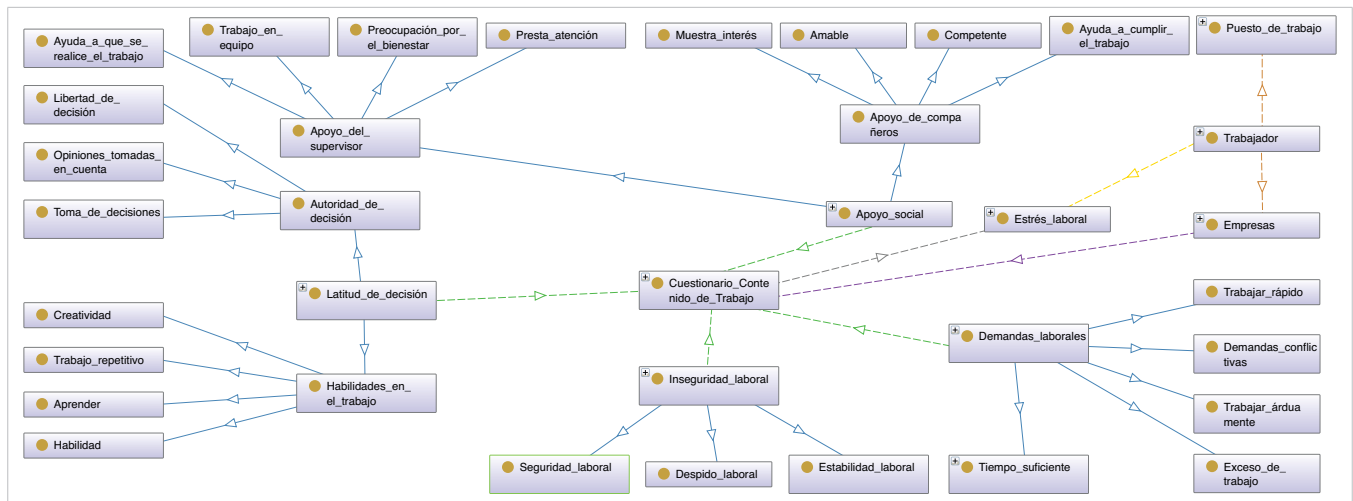 Ayuda_a_que_se_
realice_el_trabajo
Trabajo_en_
equipo
Preocupación_por_
el_bienestar
Presta_atención
Muestra_interés
Amable
Competente
Ayuda_a_cumplir_
el_trabajo
Puesto_de_trabajo
Libertad_de_
decisión
Apoyo_del_
supervisor
Apoyo_de_compa
ñeros
Trabajador
Opiniones_tomadas_
en_cuenta
Toma_de_decisiones
Autoridad_de_
decisión
Apoyo_social
Estrés_laboral
Empresas
Latitud_de_decisión
Cuestionario_Conte
nido_de_Trabajo
Trabajar_rápido
Creatividad
Demandas_laborales
Demandas_conflic
tivas
Trabajo_repetitivo
Habilidades_en_
el_trabajo
Inseguridad_laboral
Aprender
Trabajar_árdua
mente
Habilidad
Seguridad_laboral
Despido_laboral
Estabilidad_laboral
Tiempo_suficiente
Exceso_de_
trabajo